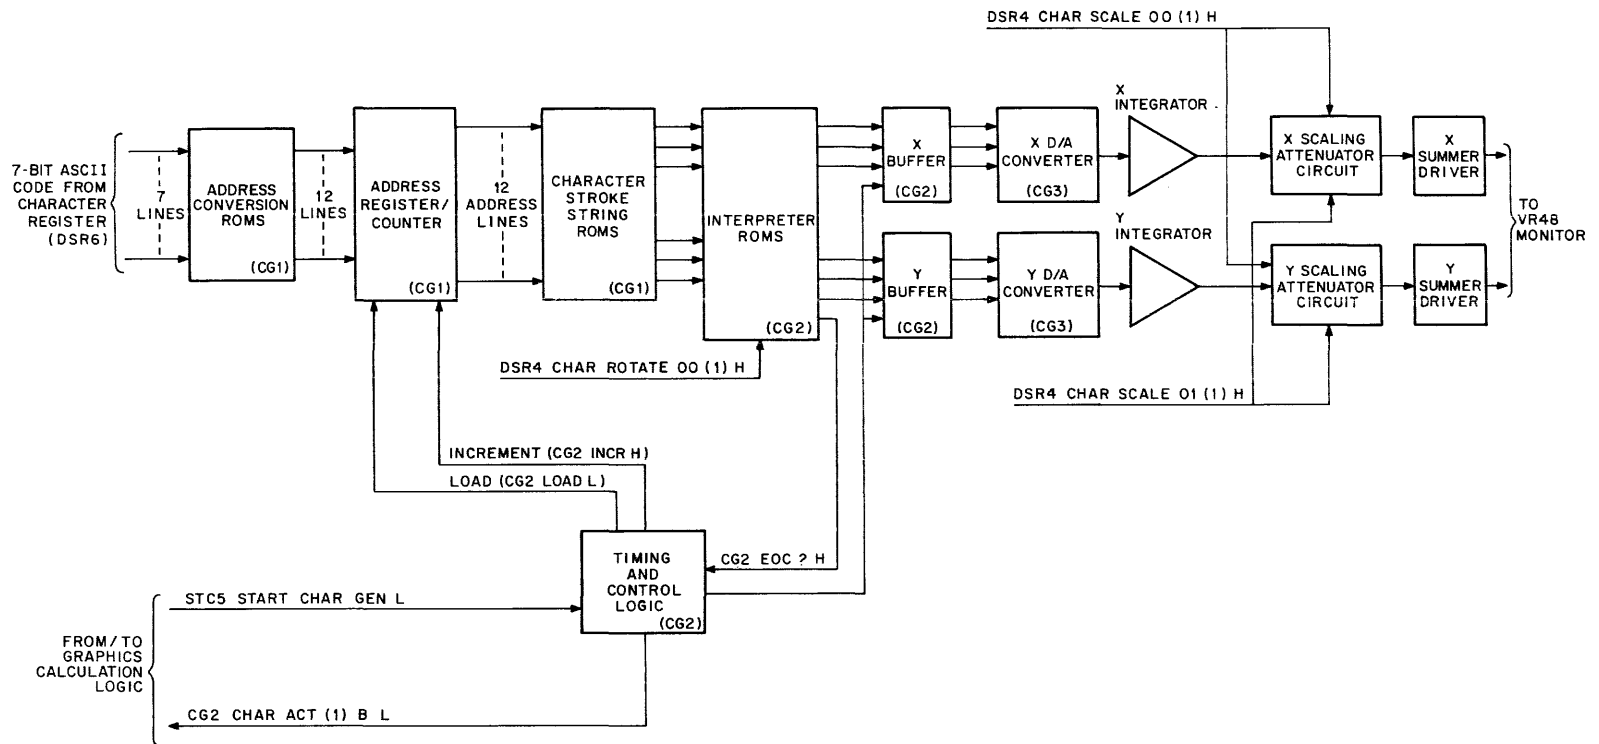 DSR4 CHAR SCALE 00 (1) H
7-BIT ASCII
CODE FROM
CHARACTER
REGISTER
(DSR6)
7
LINES
ADDRESS
CONVERSION
ROMS
(CG1)
12
LINES
ADDRESS
REGISTER/
COUNTER
(CG1)
12
ADDRESS
LINES
CHARACTER
STROKE
STRING
ROMS
(CG1)
INTERPRETER
ROMS
(CG2)
X
BUFFER
(CG2)
X D/A
CONVERTER
(CG3)
X
INTEGRATOR
X SCALING
ATTENUATOR
CIRCUIT
X
SUMMER
DRIVER
Y
BUFFER
(CG2)
Y D/A
CONVERTER
(CG3)
Y
INTEGRATOR
Y SCALING
ATTENUATOR
CIRCUIT
Y
SUMMER
DRIVER
TO
VR48
MONITOR
DSR4 CHAR ROTATE 00 (1) H
DSR4 CHAR SCALE 01 (1) H
INCREMENT (CG2 INCR H)
LOAD (CG2 LOAD L)
TIMING
AND
CONTROL
LOGIC
(CG2)
CG2 EOC ? H
STC5 START CHAR GEN L
FROM/TO
GRAPHICS
CALCULATION
LOGIC
CG2 CHAR ACT (1) B L